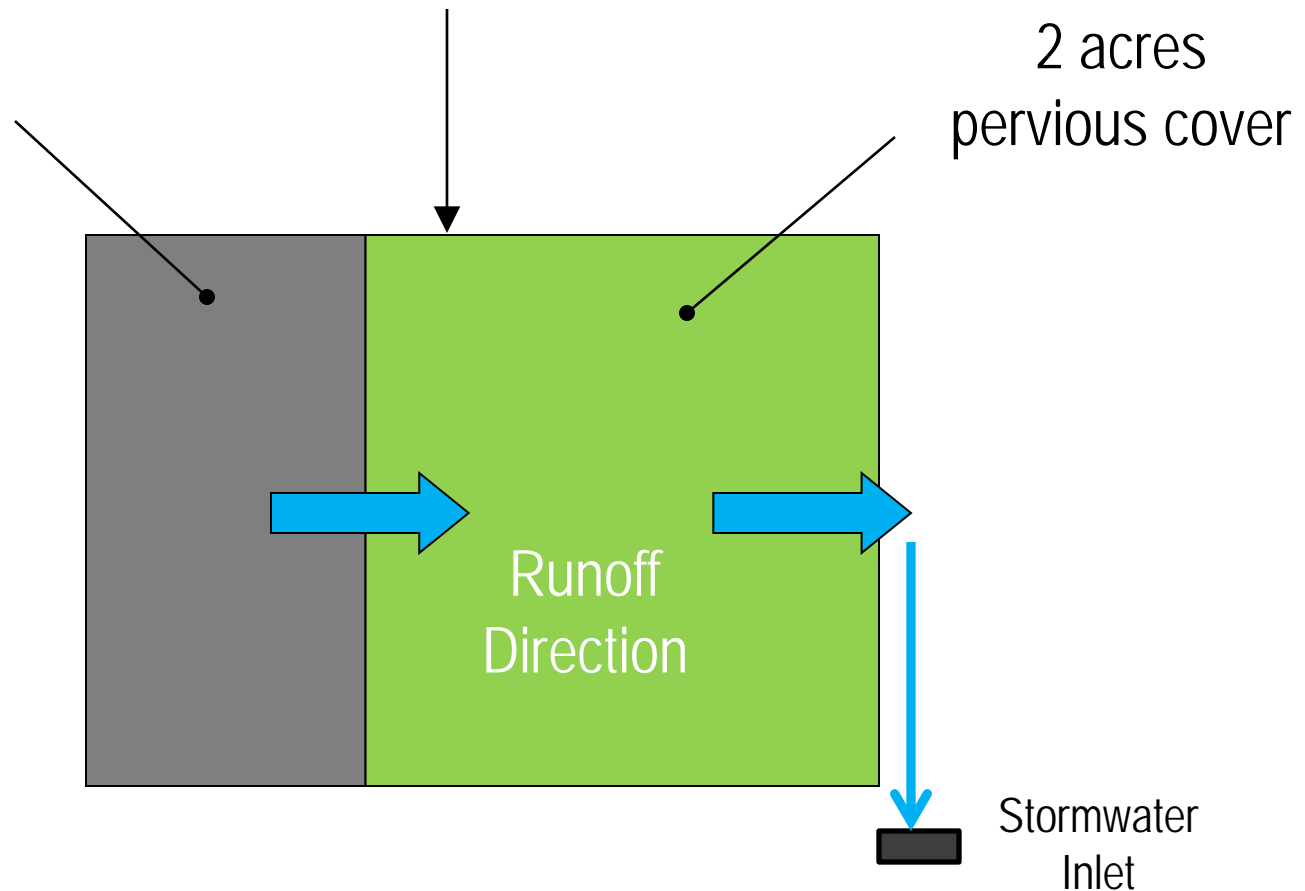 2 acres
pervious cover
Runoff
Direction
Stormwater
Inlet